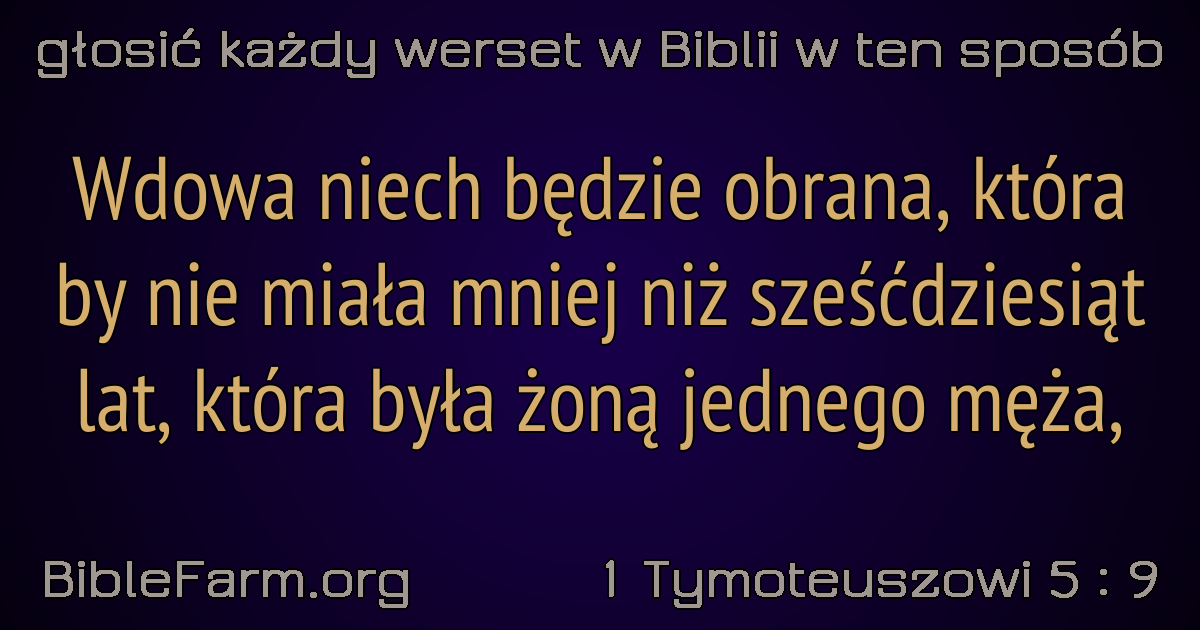 głosić każdy werset w Biblii w ten sposób
Wdowa niech będzie obrana, która
by nie miała mniej niż sześćdziesiąt
lat, która była żoną jednego męża,
BibleFarm.org
1 Tymoteuszowi 5 : 9